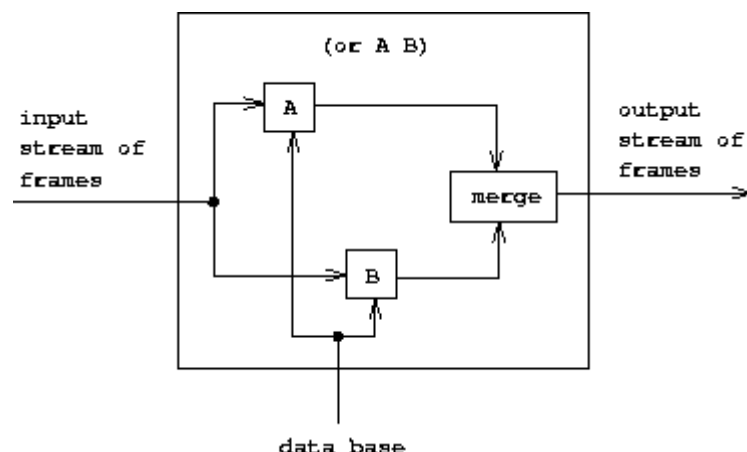 (or A B)
input
stream of
frames
A
output
stream of
frames
merge
B
data base